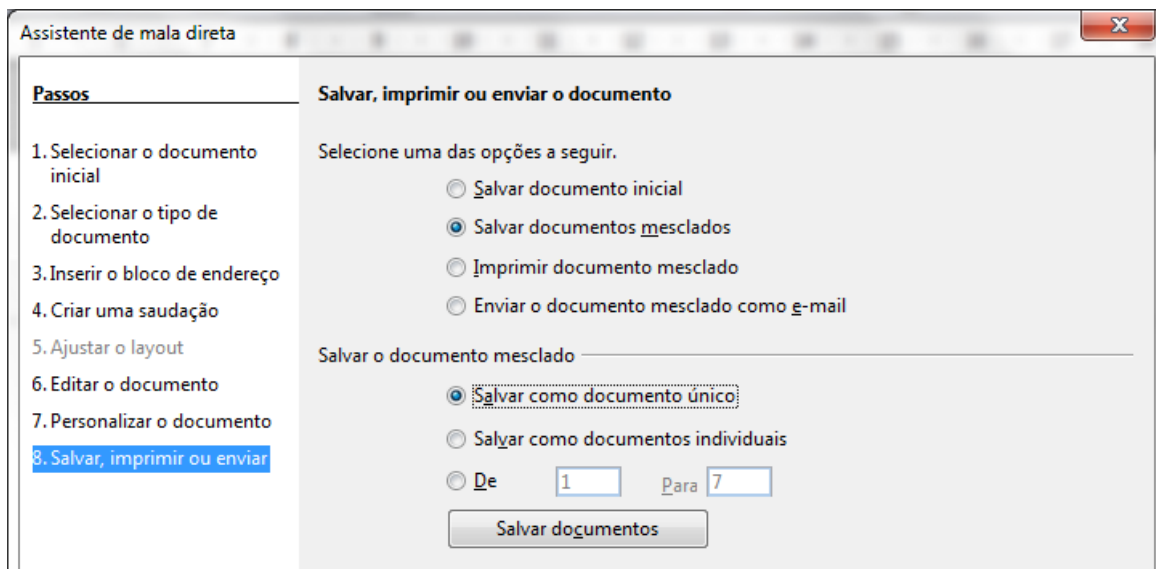 Assistente de mala direta
Passos
1. Selecionar o documento
inicial
2. Selecionar o tipo de
documento
3. Inserir o bloco de endereço
4. Criar uma saudação
5. Ajustar o layout
6. Editar o documento
7. Personalizar o documento
8. Salvar, imprimir ou enviar
Salvar, imprimir ou enviar o documento
Selecione uma das opções a seguir.
Salvar documento inicial
Salvar documentos mesclados
Imprimir documento mesclado
Enviar o documento mesclado como e-mail
Salvar o documento mesclado
Salvar como documento único
Salvar como documentos individuais
De 1 Para 7
Salvar documentos